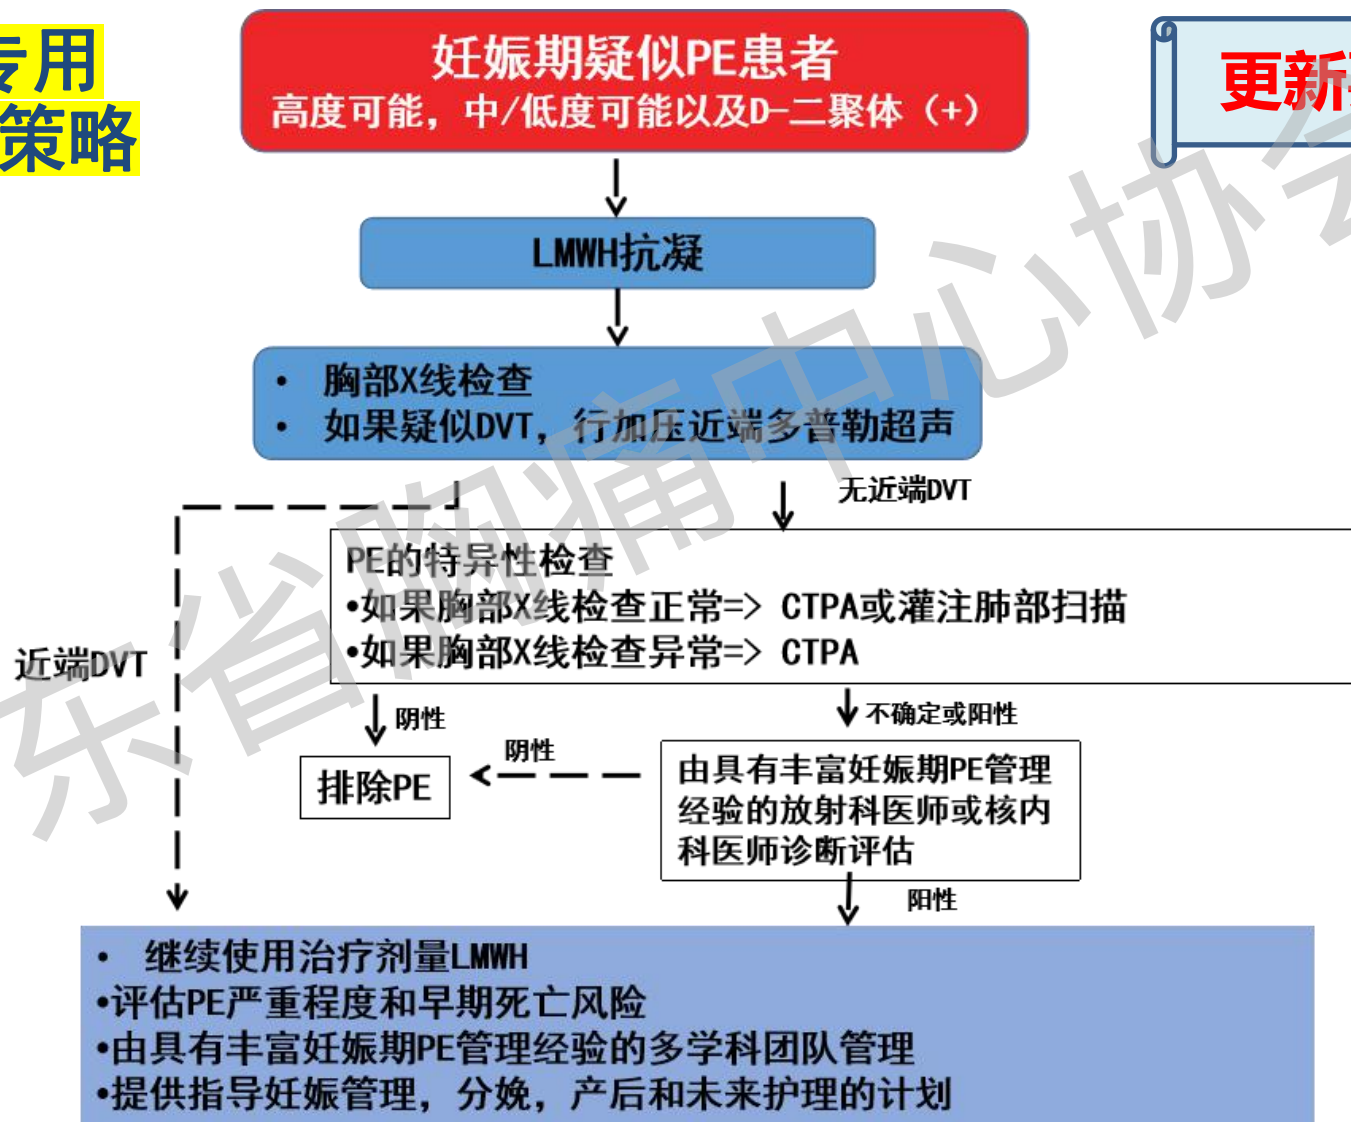 专用
策略
妊娠期疑似PE患者
高度可能，中/低度可能以及D-二聚体（+）
更新
LMWH抗凝
• 胸部X线检查
• 如果疑似DVT，行加压近端多普勒超声
无近端DVT
PE的特异性检查
•如果胸部X线检查正常=> CTPA或灌注肺部扫描
•如果胸部X线检查异常=> CTPA
近端DVT
阴性
不确定或阳性
排除PE
阴性
由具有丰富妊娠期PE管理
经验的放射科医师或核内
科医师诊断评估
阳性
• 继续使用治疗剂量LMWH
•评估PE严重程度和早期死亡风险
•由具有丰富妊娠期PE管理经验的多学科团队管理
•提供指导妊娠管理，分娩，产后和未来护理的计划
东省胸痛中心协会